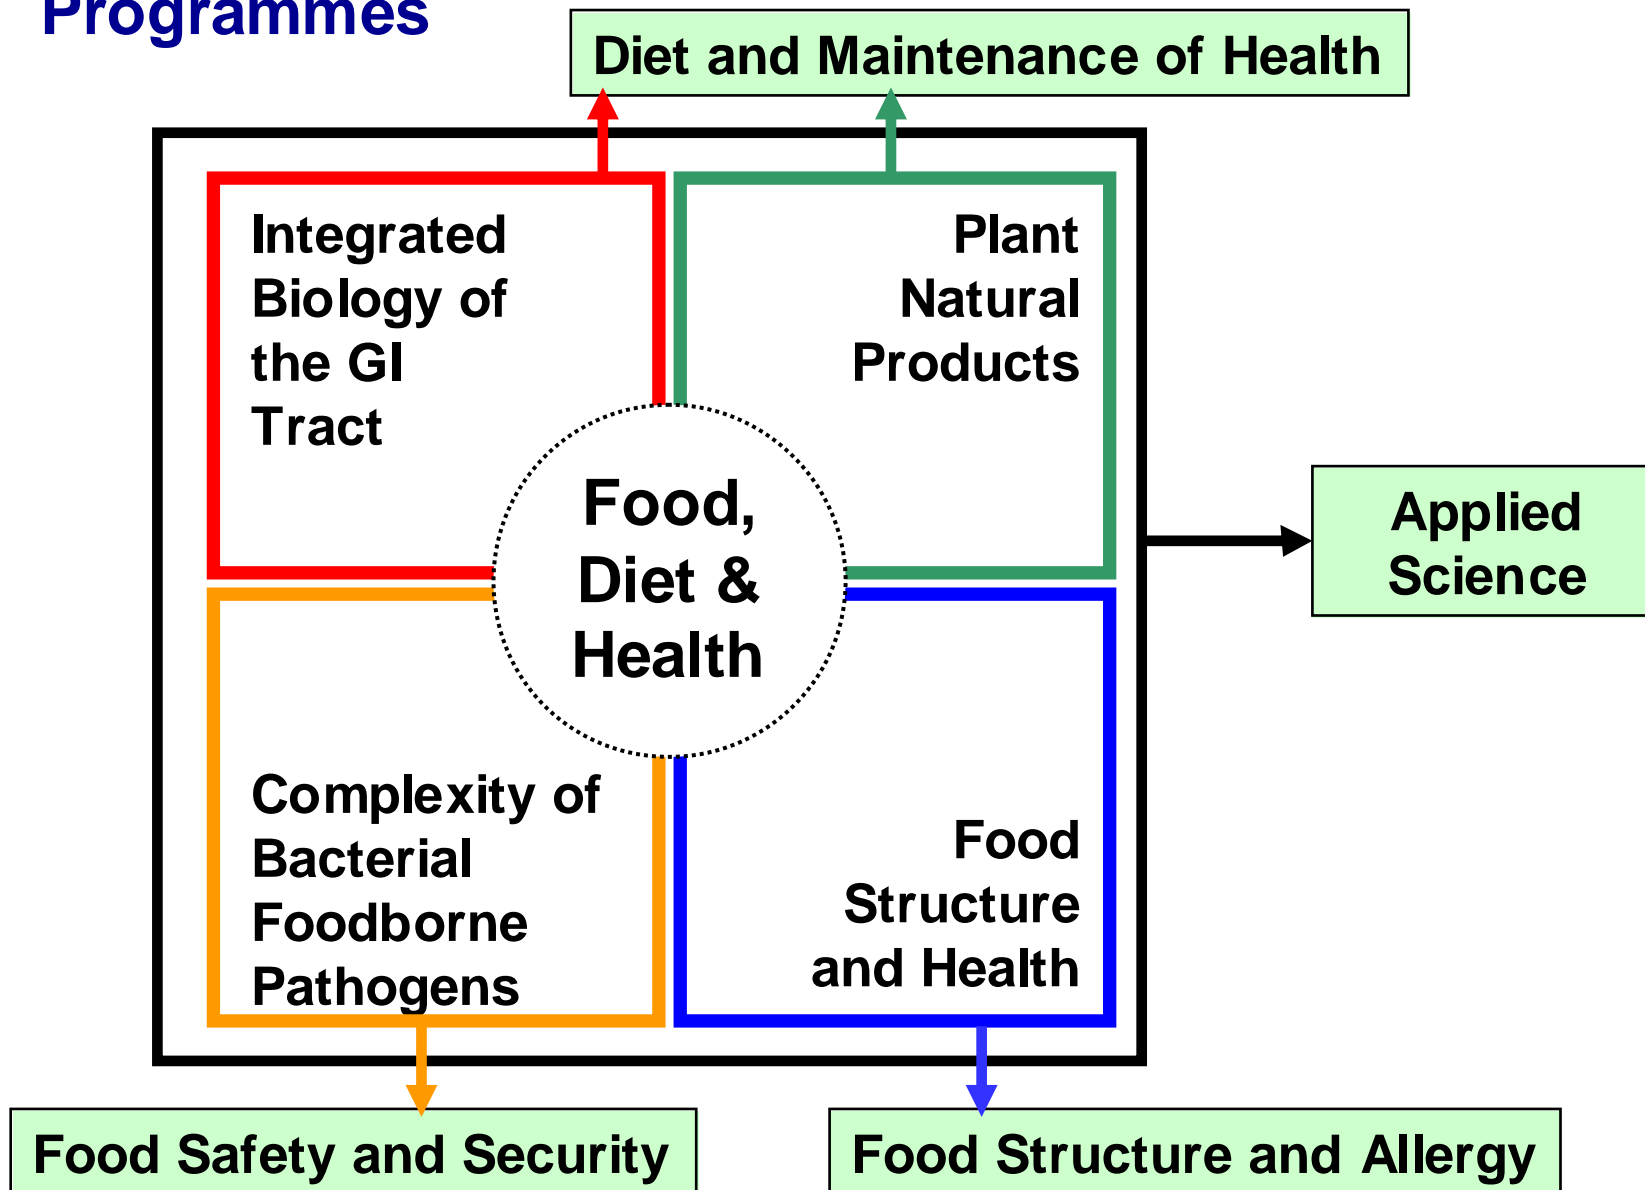 Programmes
Diet and Maintenance of Health
Integrated
Biology of
the GI
Tract
Plant
Natural
Products
Food,
Diet &
Health
Applied
Science
Complexity of
Bacterial
Foodborne
Pathogens
Food
Structure
and Health
Food Safety and Security
Food Structure and Allergy